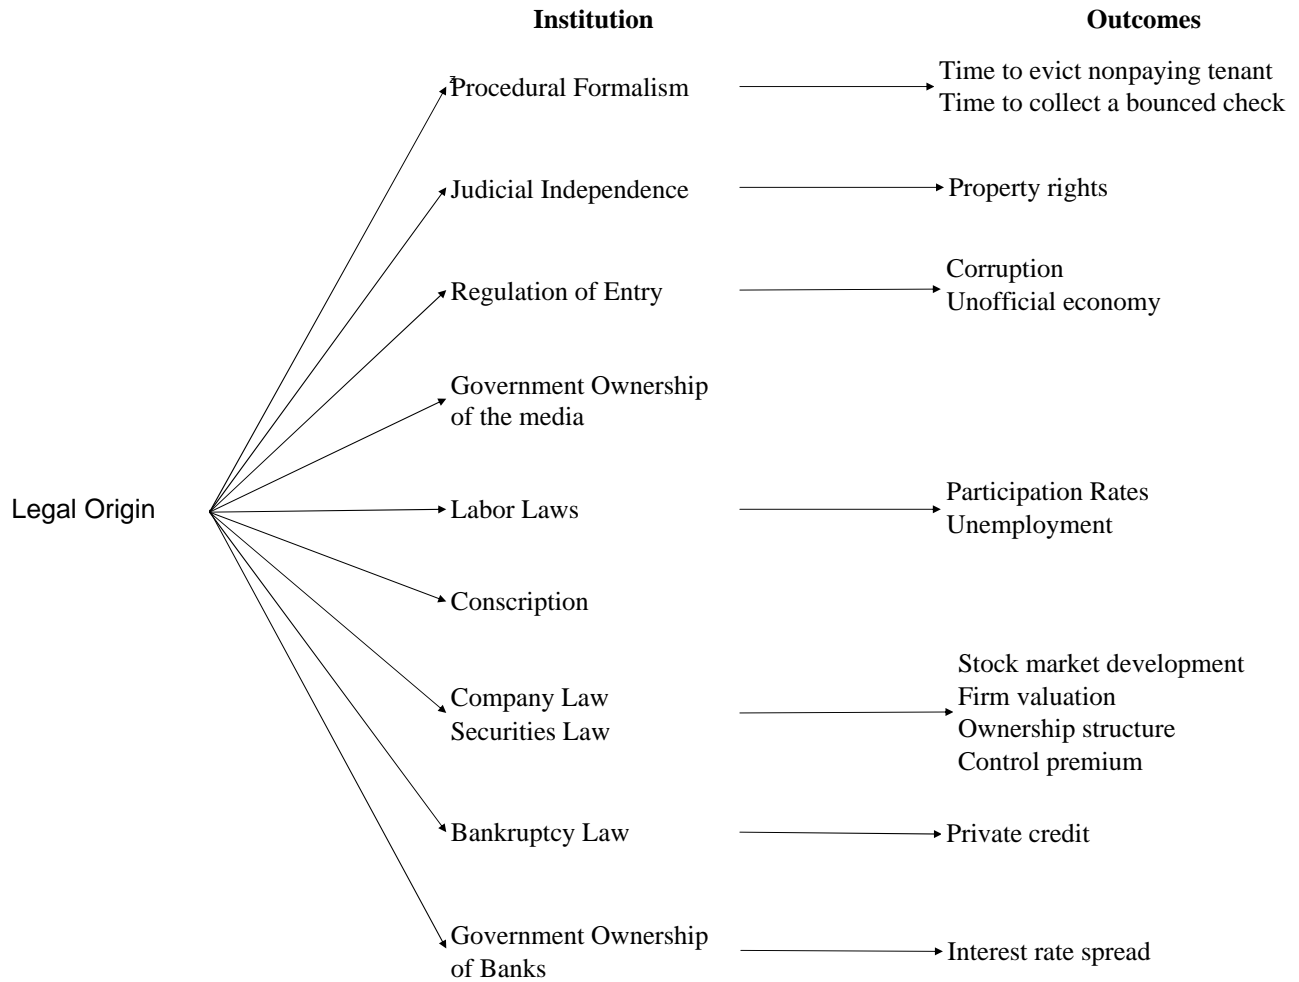 Institution
Outcomes
Procedural Formalism
Time to evict nonpaying tenant
Time to collect a bounced check
Judicial Independence
Property rights
Regulation of Entry
Corruption
Unofficial economy
Government Ownership
of the media
Legal Origin
Labor Laws
Participation Rates
Unemployment
Conscription
Company Law
Securities Law
Stock market development
Firm valuation
Ownership structure
Control premium
Bankruptcy Law
Private credit
Government Ownership
of Banks
Interest rate spread